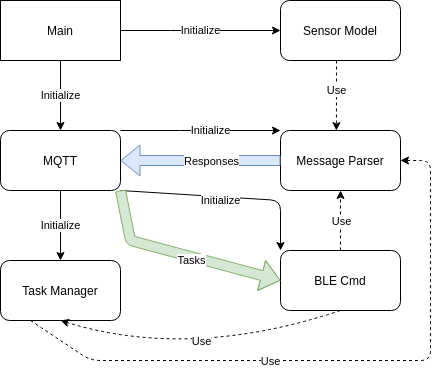 Main
Initialize
Sensor Model
Initialize
Use
Initialize
MQTT
Responses
Message Parser
Initialize
Initialize
Use
Tasks
Task Manager
BLE Cmd
Use
Use